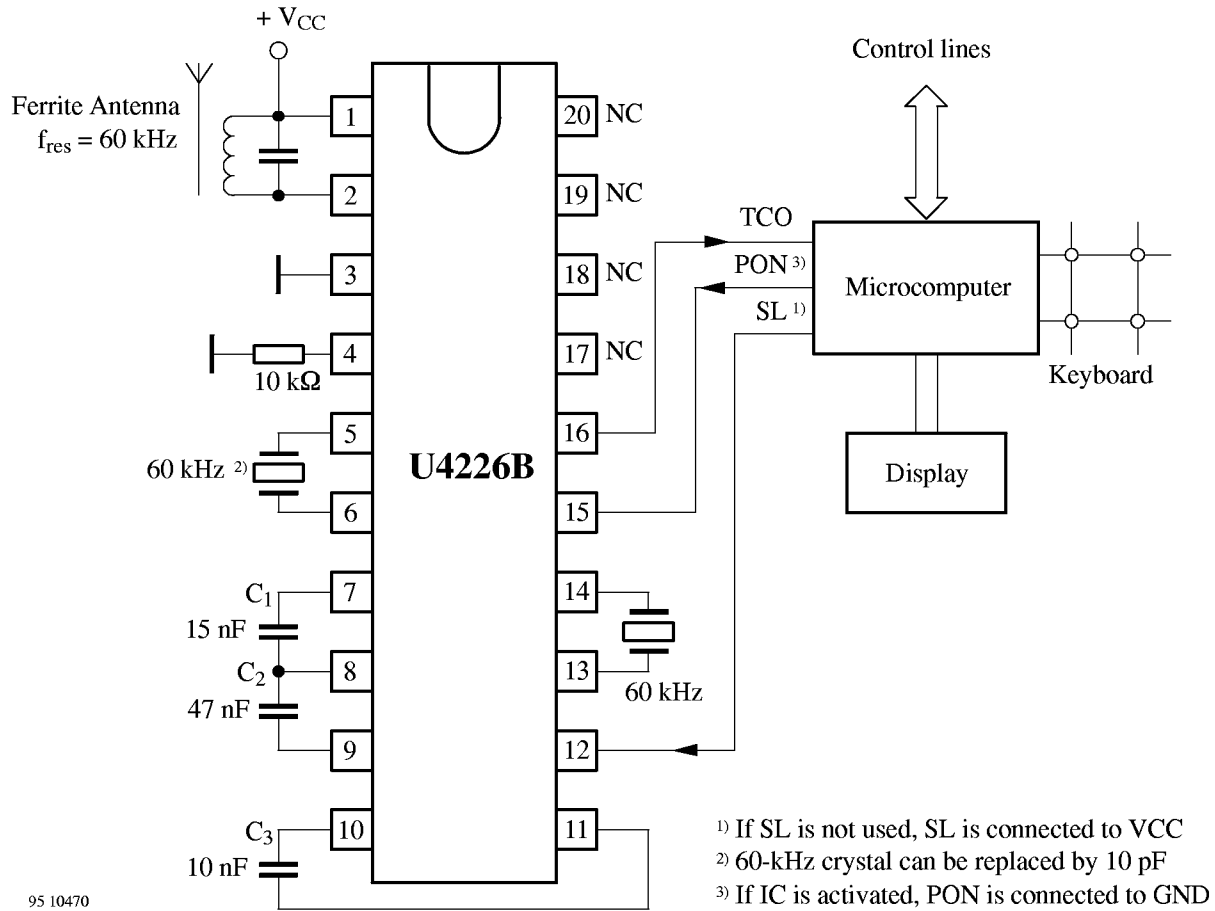 + VCC
Control lines
Ferrite Antenna
fres = 60 kHz
1
20 NC
2
19 NC
TCO
3
18 NC
PON 3)
Microcomputer
SL 1)
4
17 NC
10 kΩ
Keyboard
5
16
60 kHz 2)
U4226B
Display
6
15
C1
7
14
15 nF
C2
8
13
60 kHz
47 nF
9
12
C3
10
11
10 nF
1) If SL is not used, SL is connected to VCC
2) 60-kHz crystal can be replaced by 10 pF
3) If IC is activated, PON is connected to GND
95 10470